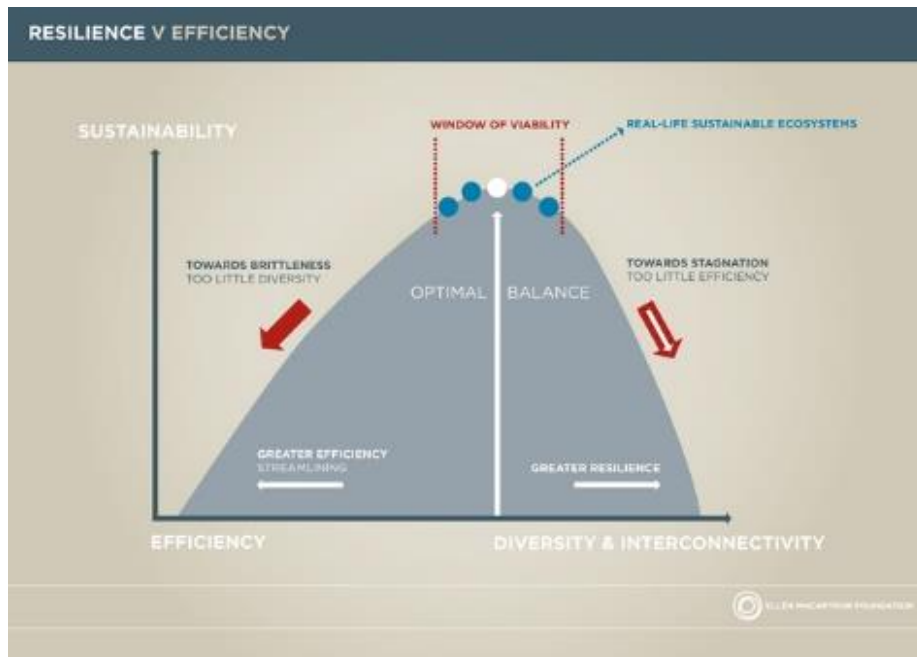 RESILIENCE V EFFICIENCY
SUSTAINABILITY
WINDOW OF VIABILITY
REAL-LIFE SUSTAINABLE ECOSYSTEMS
TOWARDS BRITTLENESS
TOO LITTLE DIVERSITY
TOWARDS STAGNATION
TOO LITTLE EFFICIENCY
OPTIMAL BALANCE
GREATER EFFICIENCY
STREAMLINING
GREATER RESILIENCE
EFFICIENCY
DIVERSITY & INTERCONNECTIVITY
ELLEN MACARTHUR FOUNDATION